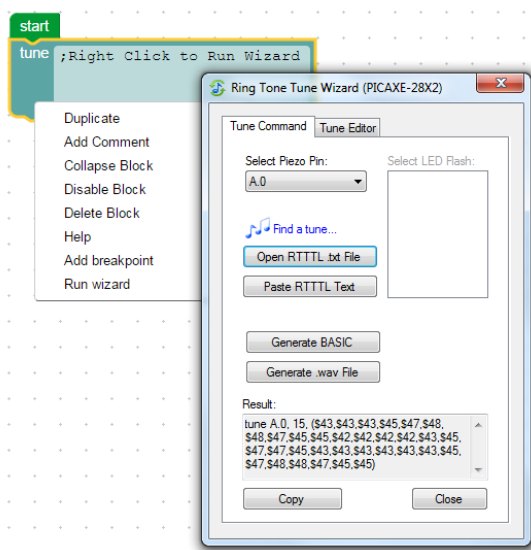 start
tune ;Right Click to Run Wizard
Duplicate
Add Comment
Collapse Block
Disable Block
Delete Block
Help
Add breakpoint
Run wizard
Ring Tone Tune Wizard (PICAXE-28X2)
Tune Command Tune Editor
Select Piezo Pin: Select LED Flash:
A.0
Find a tune...
Open RTTTL .txt File
Paste RTTTL Text
Generate BASIC
Generate .wav File
Result:
tune A.0, 15, ($43,$43,$43,$45,$47,$48,
$48,$47,$45,$45,$42,$42,$42,$42,$43,$45,
$47,$47,$45,$43,$43,$43,$43,$43,$43,$45,
$47,$48,$48,$47,$45,$45)
Copy Close